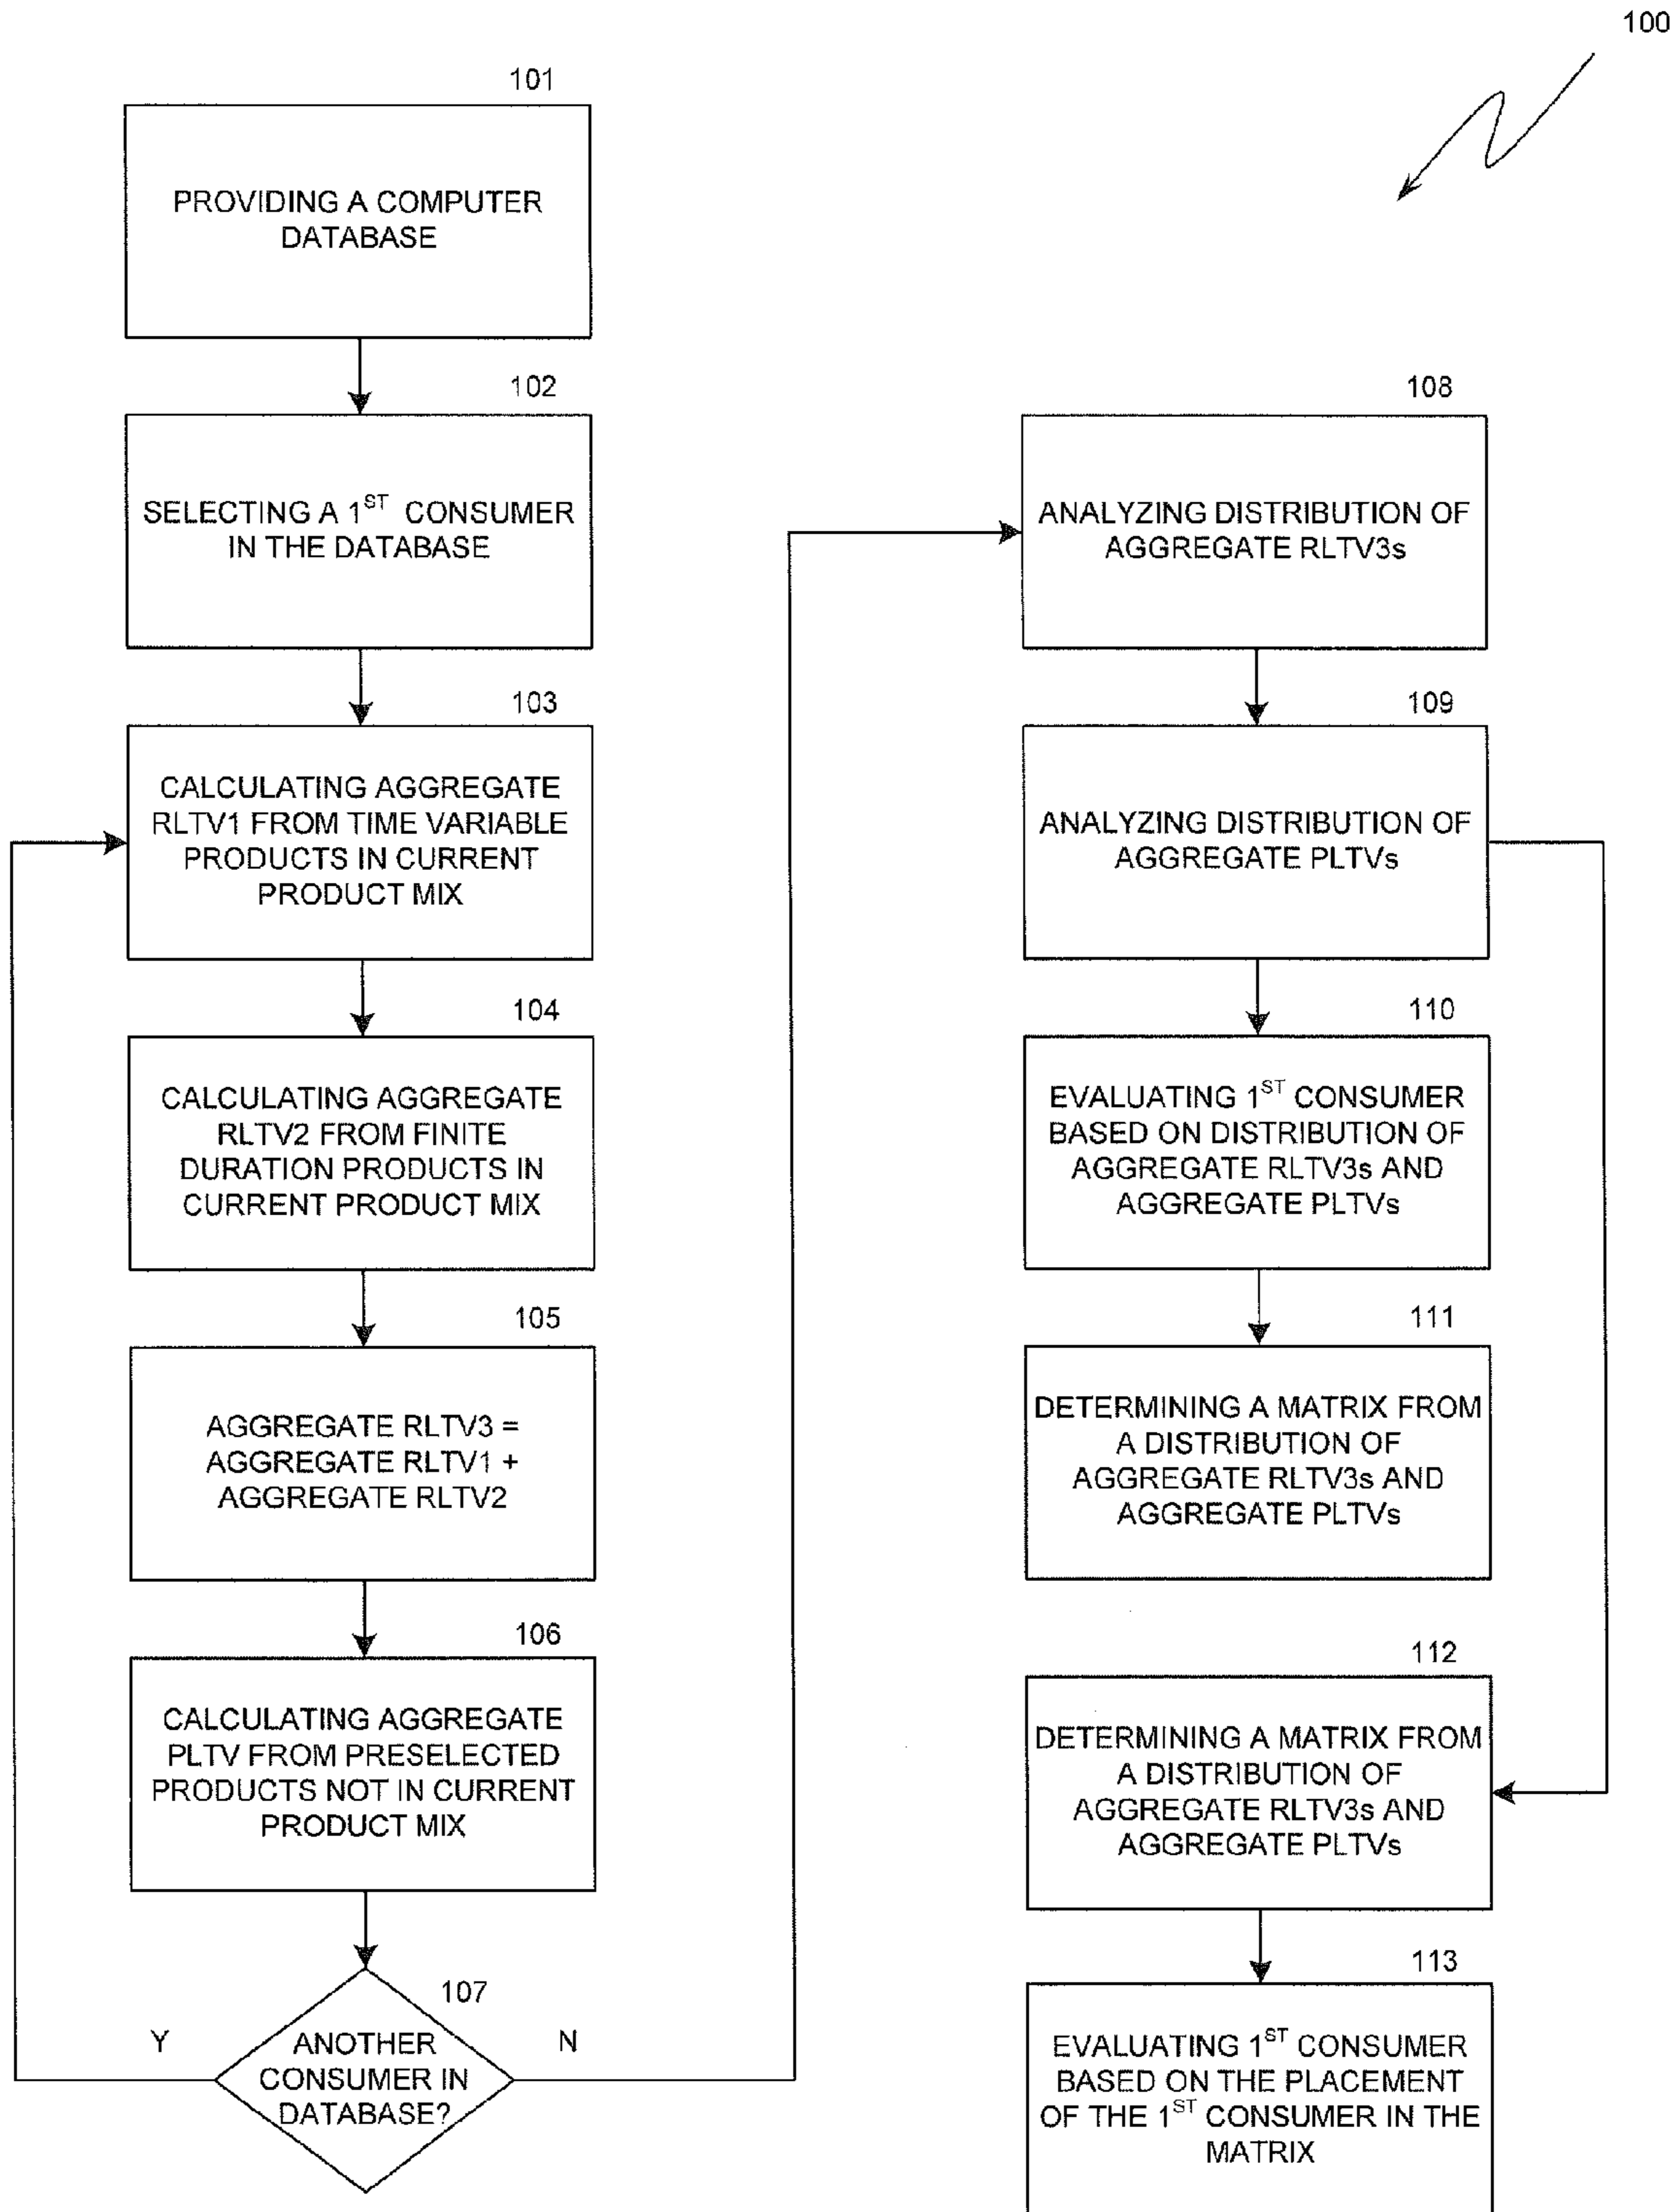 100
101
PROVIDING A COMPUTER
DATABASE
102
SELECTING A 1ST CONSUMER
IN THE DATABASE
103
CALCULATING AGGREGATE
RLTV1 FROM TIME VARIABLE
PRODUCTS IN CURRENT
PRODUCT MIX
104
CALCULATING AGGREGATE
RLTV2 FROM FINITE
DURATION PRODUCTS IN
CURRENT PRODUCT MIX
105
AGGREGATE RLTV3 =
AGGREGATE RLTV1 +
AGGREGATE RLTV2
106
CALCULATING AGGREGATE
PLTV FROM PRESELECTED
PRODUCTS NOT IN CURRENT
PRODUCT MIX
107
Y
N
ANOTHER
CONSUMER IN
DATABASE?
108
ANALYZING DISTRIBUTION OF
AGGREGATE RLTV3s
109
ANALYZING DISTRIBUTION OF
AGGREGATE PLTVs
110
EVALUATING 1ST CONSUMER
BASED ON DISTRIBUTION OF
AGGREGATE RLTV3s AND
AGGREGATE PLTVs
111
DETERMINING A MATRIX FROM
A DISTRIBUTION OF
AGGREGATE RLTV3s AND
AGGREGATE PLTVs
112
DETERMINING A MATRIX FROM
A DISTRIBUTION OF
AGGREGATE RLTV3s AND
AGGREGATE PLTVs
113
EVALUATING 1ST CONSUMER
BASED ON THE PLACEMENT
OF THE 1ST CONSUMER IN THE
MATRIX